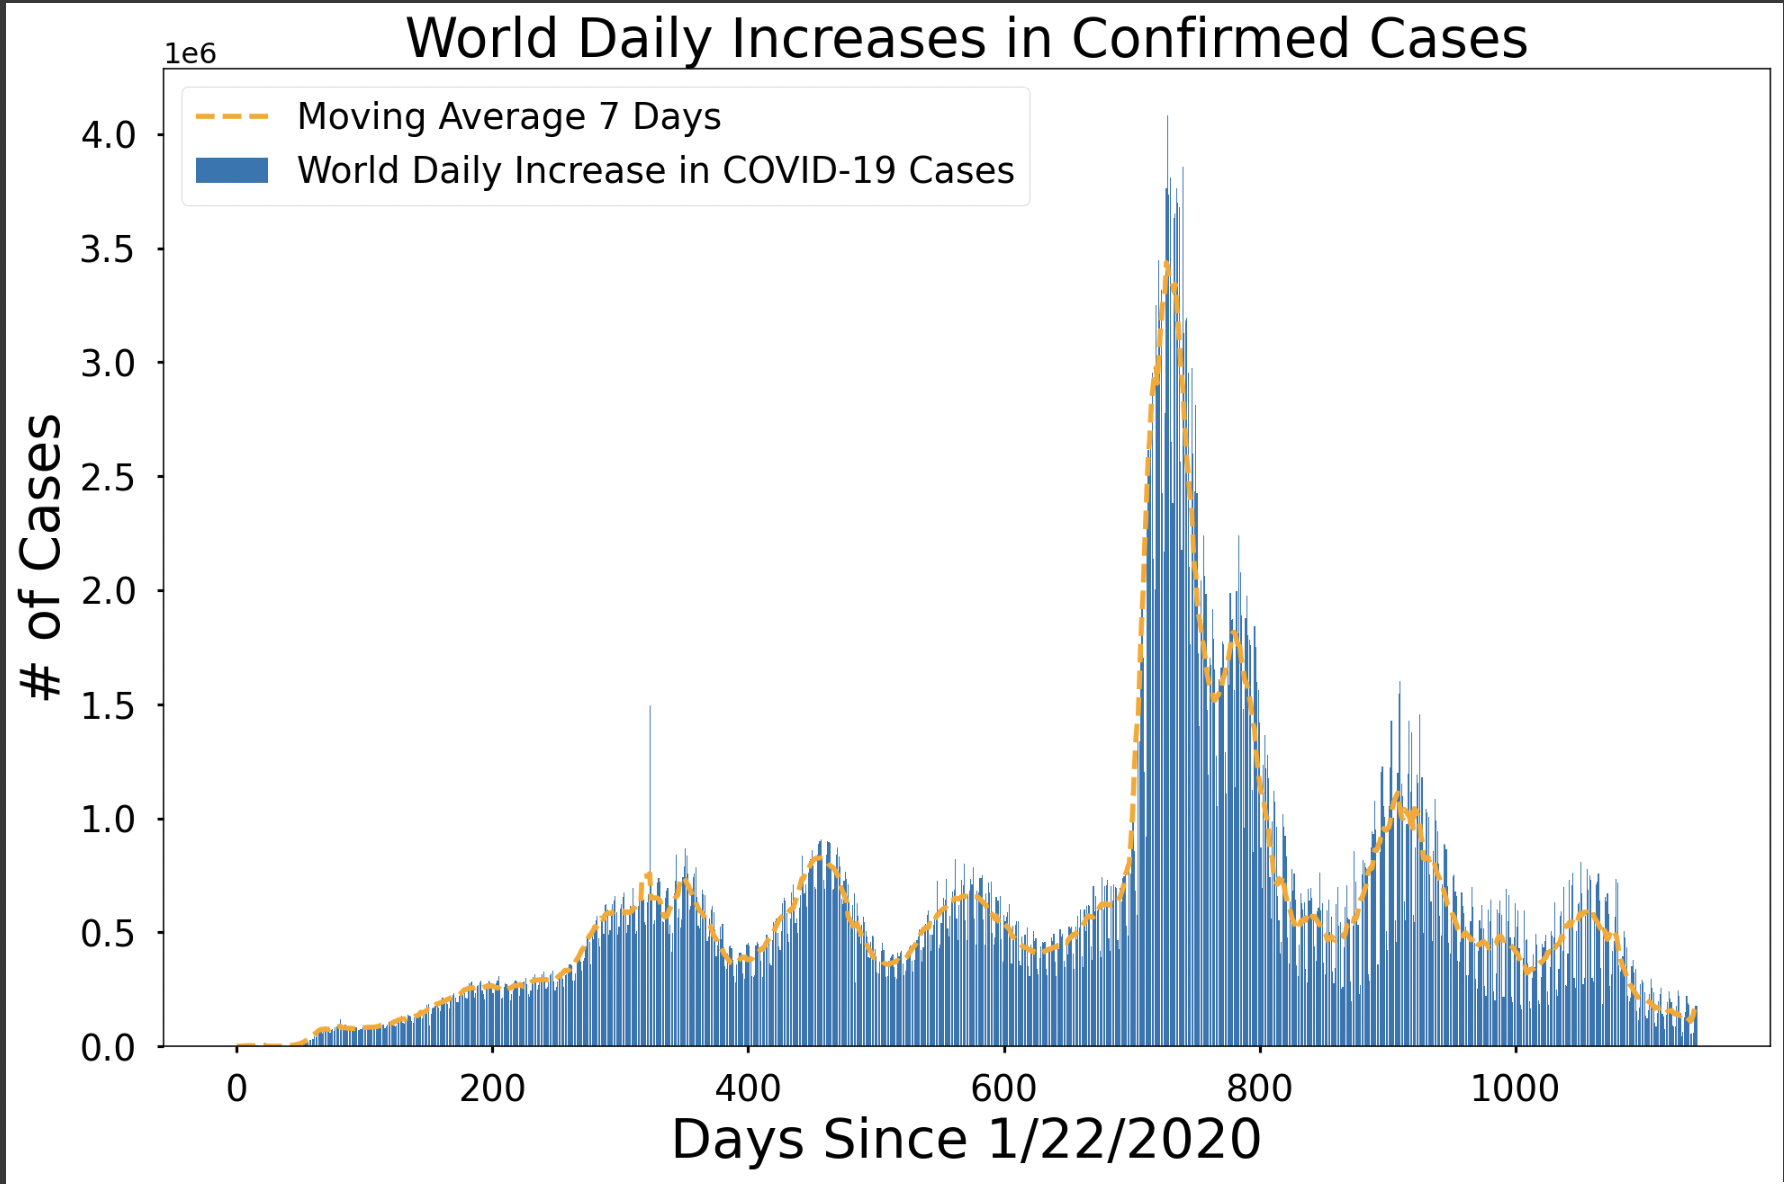 World Daily Increases in Confirmed Cases
1e6
Moving Average 7 Days
World Daily Increase in COVID-19 Cases
# of Cases
4.0
3.5
3.0
2.5
2.0
1.5
1.0
0.5
0.0
0 200 400 600 800 1000
Days Since 1/22/2020